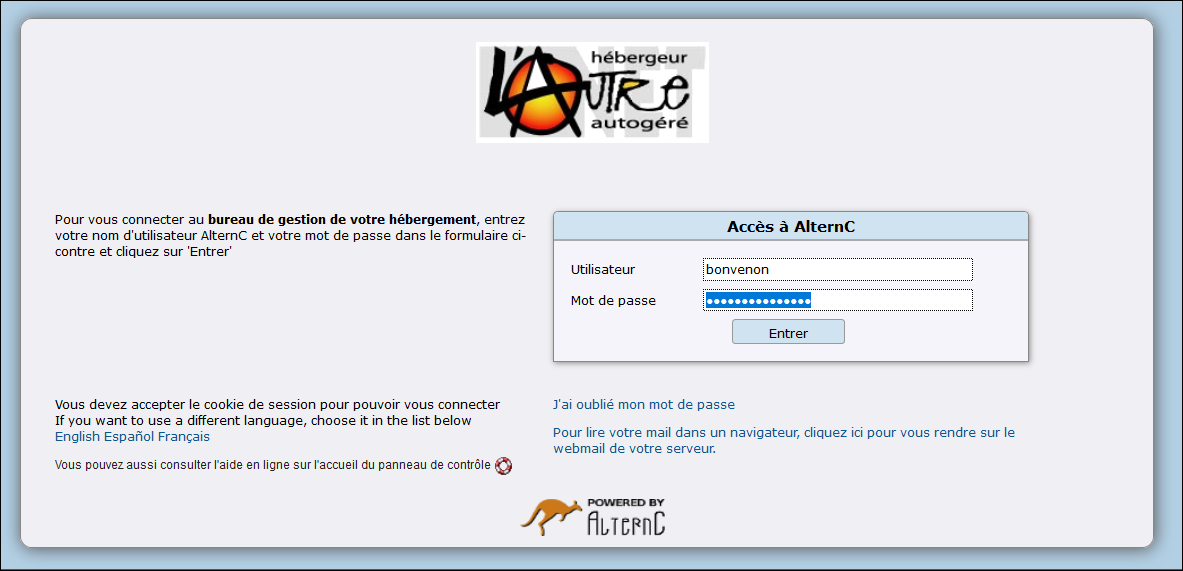 L'Autre
NET
hébergeur
autogéré
Pour vous connecter au bureau de gestion de votre hébergement, entrez
votre nom d'utilisateur AlternC et votre mot de passe dans le formulaire ci-
contre et cliquez sur 'Entrer'
Accès à AlternC
Utilisateur bonvenon
Mot de passe •••••••••••••••
Entrer
Vous devez accepter le cookie de session pour pouvoir vous connecter
If you want to use a different language, choose it in the list below
English Español Français
Vous pouvez aussi consulter l'aide en ligne sur l'accueil du panneau de contrôle
J'ai oublié mon mot de passe
Pour lire votre mail dans un navigateur, cliquez ici pour vous rendre sur le
webmail de votre serveur.
POWERED BY
ALTERNC